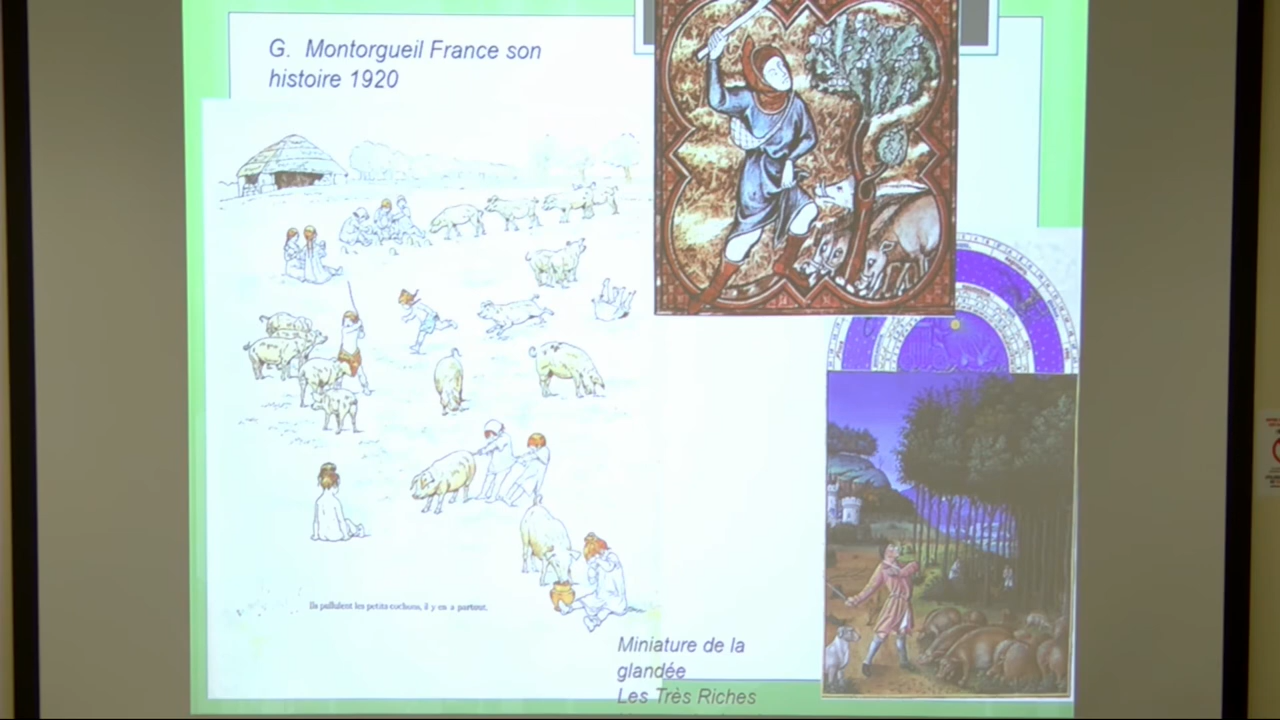 G. Montorgueil France son
histoire 1920
Ils pullulent les petits cochons, il y en a partout.
Miniature de la
glandée
Les Très Riches